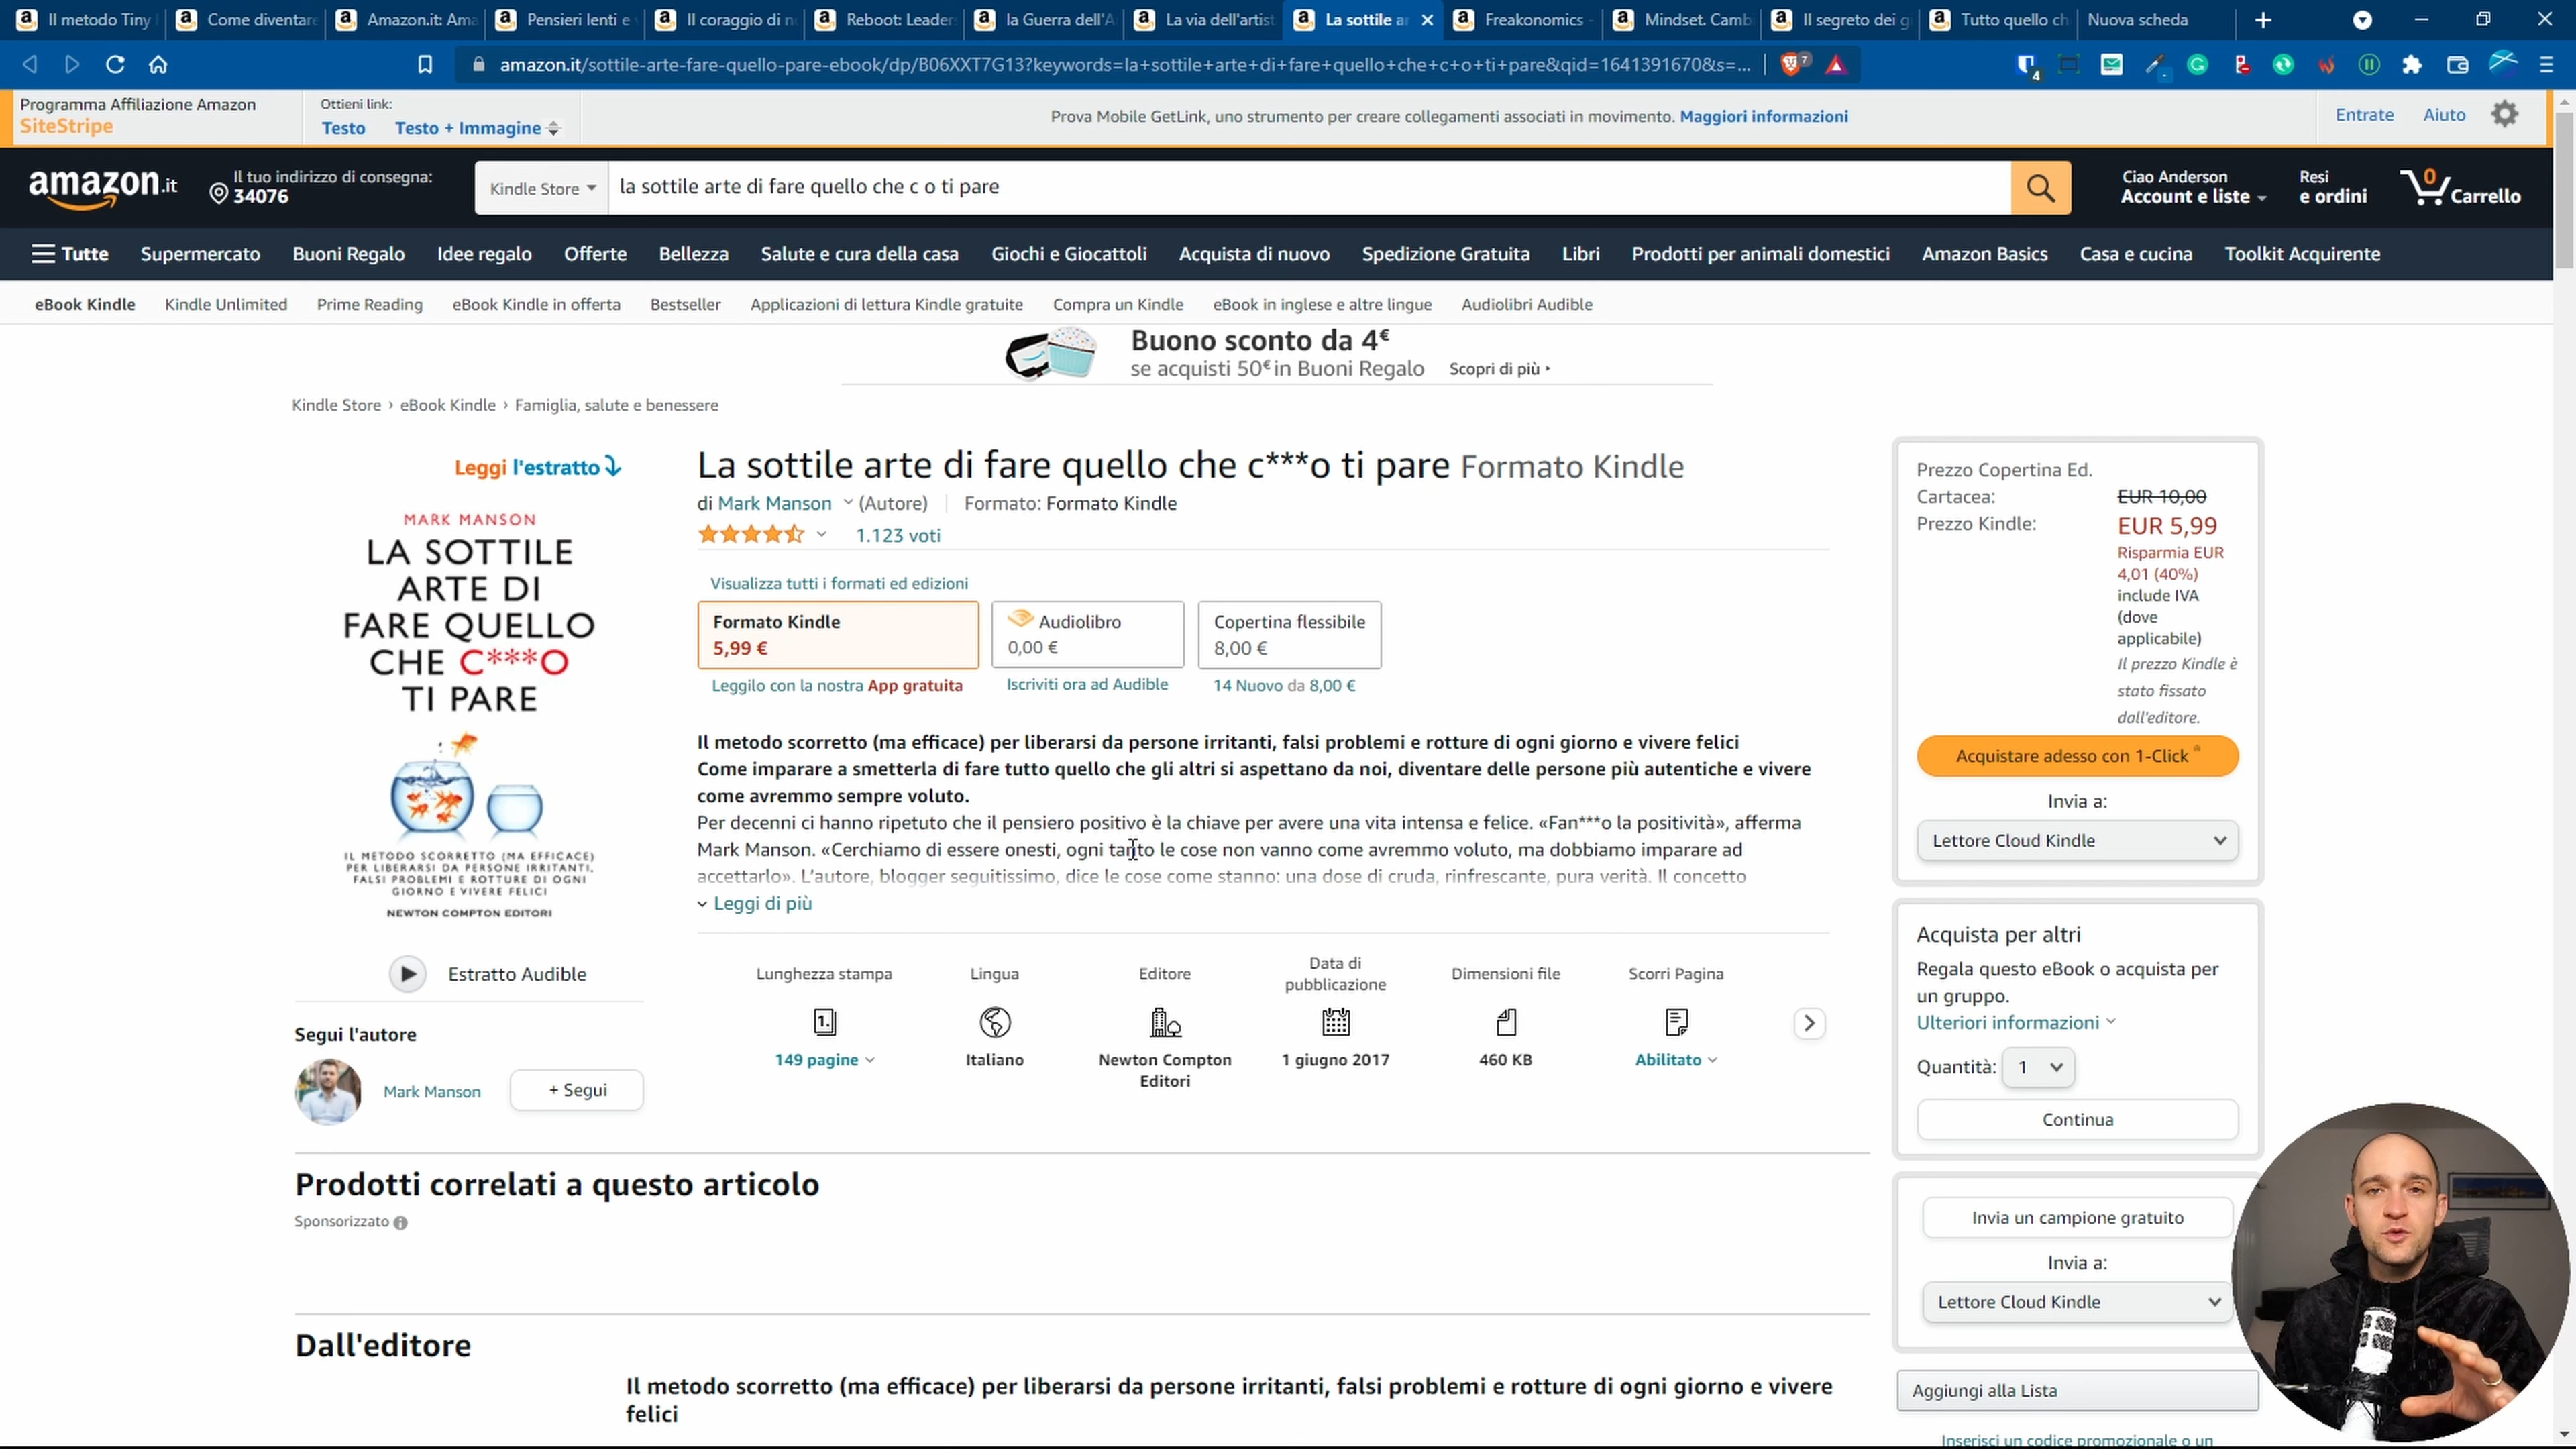 Il metodo Tiny
Come diventare
Amazon.it: Ama
Pensieri lenti e v
Il coraggio di n
Reboot: Leader
la Guerra dell'A
La via dell'artist
La sottile ar
Freakonomics -
Mindset. Camb
Il segreto dei g
Tutto quello ch
Nuova scheda
amazon.it/sottile-arte-fare-quello-pare-ebook/dp/B06XXT7G13?keywords=la+sottile+arte+di+fare+quello+che+c+o+ti+pare&qid=1641391670&s=...
7
4
Programma Affiliazione Amazon
SiteStripe
Ottieni link:
Testo
Testo + Immagine
Prova Mobile GetLink, uno strumento per creare collegamenti associati in movimento. Maggiori informazioni
Entrate
Aiuto
amazon.it
Il tuo indirizzo di consegna:
34076
Kindle Store
la sottile arte di fare quello che c o ti pare
Ciao Anderson
Account e liste
Resi
e ordini
0
Carrello
Tutte
Supermercato
Buoni Regalo
Idee regalo
Offerte
Bellezza
Salute e cura della casa
Giochi e Giocattoli
Acquista di nuovo
Spedizione Gratuita
Libri
Prodotti per animali domestici
Amazon Basics
Casa e cucina
Toolkit Acquirente
eBook Kindle
Kindle Unlimited
Prime Reading
eBook Kindle in offerta
Bestseller
Applicazioni di lettura Kindle gratuite
Compra un Kindle
eBook in inglese e altre lingue
Audiolibri Audible
Buono sconto da 4€
se acquisti 50€ in Buoni Regalo
Scopri di più
Kindle Store › eBook Kindle › Famiglia, salute e benessere
Leggi l'estratto
MARK MANSON
LA SOTTILE
ARTE DI
FARE QUELLO
CHE C***O
TI PARE
IL METODO SCORRETTO (MA EFFICACE)
PER LIBERARSI DA PERSONE IRRITANTI,
FALSI PROBLEMI E ROTTURE DI OGNI
GIORNO E VIVERE FELICI
NEWTON COMPTON EDITORI
Estratto Audible
Segui l'autore
Mark Manson
+ Segui
La sottile arte di fare quello che c***o ti pare Formato Kindle
di Mark Manson (Autore)
Formato: Formato Kindle
1.123 voti
Visualizza tutti i formati ed edizioni
Formato Kindle
5,99 €
Leggilo con la nostra App gratuita
Audiolibro
0,00 €
Iscriviti ora ad Audible
Copertina flessibile
8,00 €
14 Nuovo da 8,00 €
Il metodo scorretto (ma efficace) per liberarsi da persone irritanti, falsi problemi e rotture di ogni giorno e vivere felici
Come imparare a smetterla di fare tutto quello che gli altri si aspettano da noi, diventare delle persone più autentiche e vivere
come avremmo sempre voluto.
Per decenni ci hanno ripetuto che il pensiero positivo è la chiave per avere una vita intensa e felice. «Fan***o la positività», afferma
Mark Manson. «Cerchiamo di essere onesti, ogni tanto le cose non vanno come avremmo voluto, ma dobbiamo imparare ad
accettarlo». L'autore, blogger seguitissimo, dice le cose come stanno: una dose di cruda, rinfrescante, pura verità. Il concetto
Leggi di più
Lunghezza stampa
1.
149 pagine
Lingua
Italiano
Editore
Newton Compton
Editori
Data di
pubblicazione
1 giugno 2017
Dimensioni file
460 KB
Scorri Pagina
Abilitato
Prezzo Copertina Ed.
Cartacea:
EUR 10,00
Prezzo Kindle:
EUR 5,99
Risparmia EUR
4,01 (40%)
include IVA
(dove
applicabile)
Il prezzo Kindle è
stato fissato
dall'editore.
Acquistare adesso con 1-Click
Invia a:
Lettore Cloud Kindle
Acquista per altri
Regala questo eBook o acquista per
un gruppo.
Ulteriori informazioni
Quantità: 1
Continua
Invia un campione gratuito
Invia a:
Lettore Cloud Kindle
Aggiungi alla Lista
Inserisci un codice promozionale o un
Prodotti correlati a questo articolo
Sponsorizzato
Dall'editore
Il metodo scorretto (ma efficace) per liberarsi da persone irritanti, falsi problemi e rotture di ogni giorno e vivere
felici